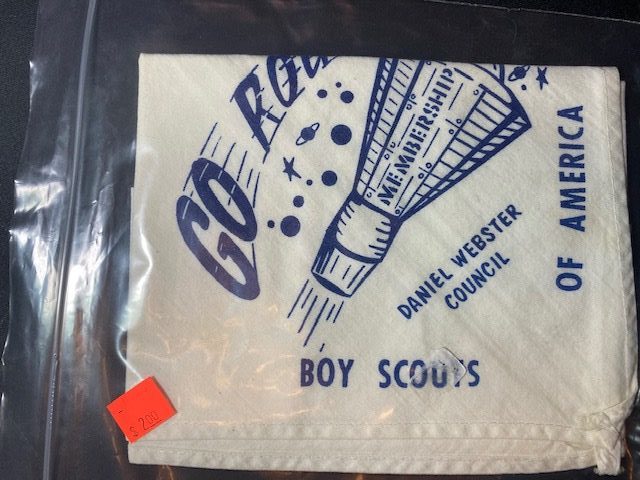 GO
MEMBERSHIP
DANIEL WEBSTER
COUNCIL
BOY SCOUTS
OF AMERICA
$2.00